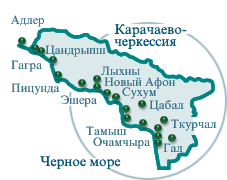 Адлер
Карачаево-
черкессия
Цандрыпш
Гагра
Лыхны
Новый Афон
Пицунда
Сухум
Эшера
Цабал
Тамыш
Ткурчал
Очамчыра
Гал
Черное море